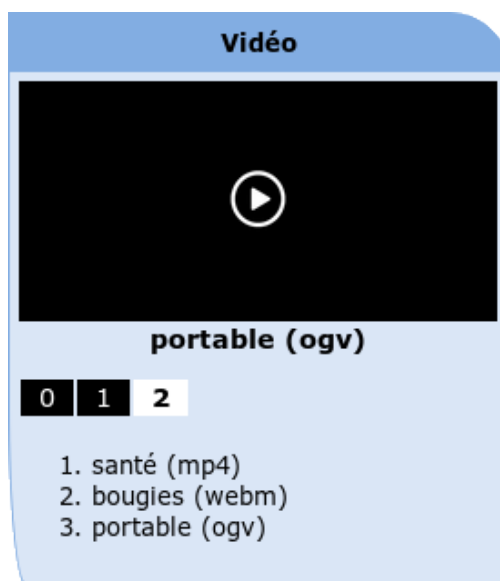 Vidéo
portable (ogv)
0 1 2
1. santé (mp4)
2. bougies (webm)
3. portable (ogv)